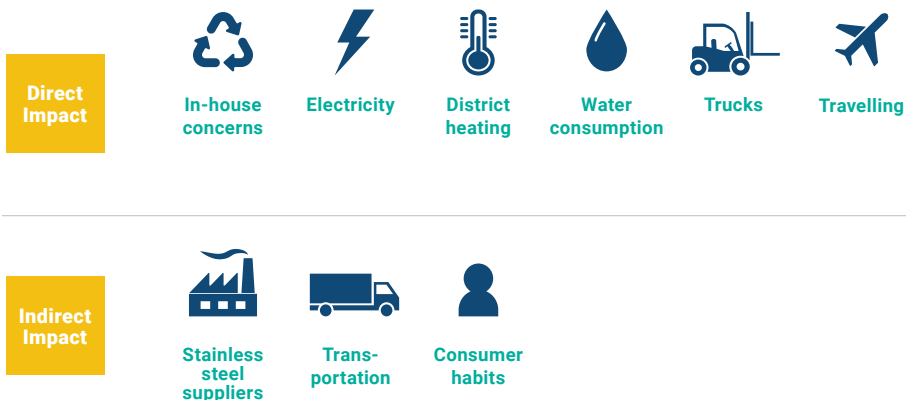 Direct
Impact
In-house
concerns
Electricity
District
heating
Water
consumption
Trucks
Travelling
Indirect
Impact
Stainless
steel
suppliers
Trans-
portation
Consumer
habits